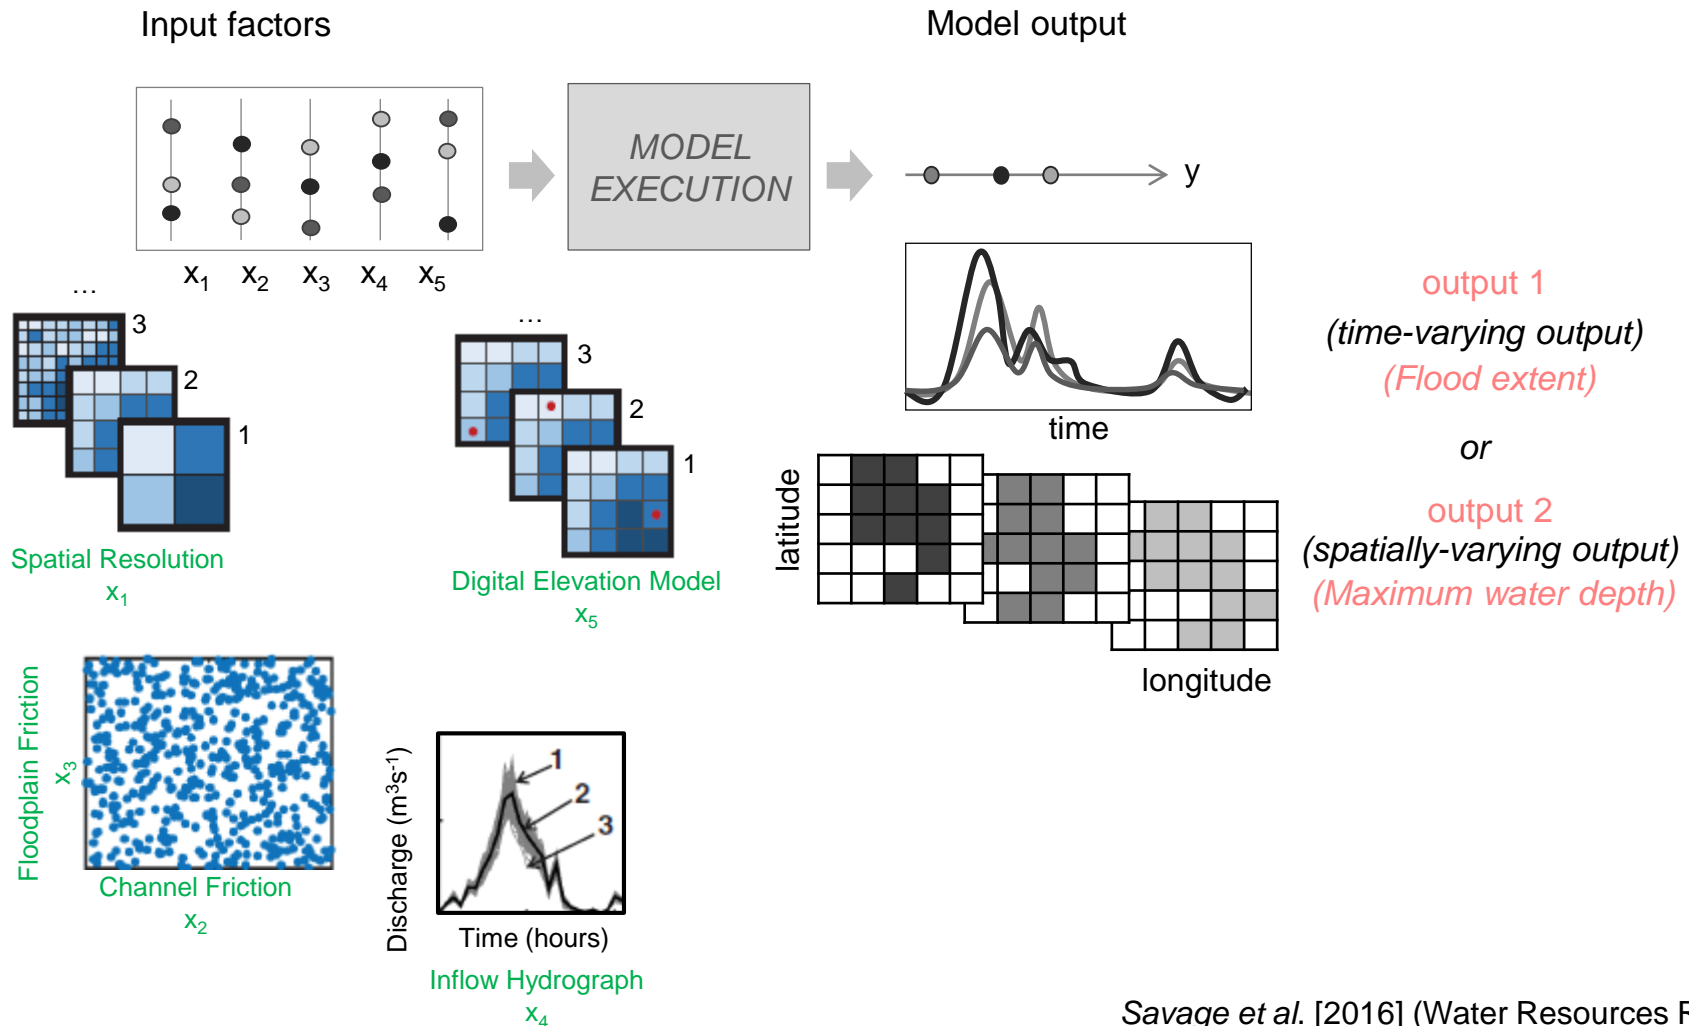 Input factors
Model output
MODEL
EXECUTION
y
x1 x2 x3 x4 x5
...
3
2
1
Spatial Resolution
x1
...
3
2
1
Digital Elevation Model
x5
time
output 1
(time-varying output)
(Flood extent)
or
output 2
(spatially-varying output)
(Maximum water depth)
latitude
longitude
Floodplain Friction
x3
Channel Friction
x2
Discharge (m³s⁻¹)
1
2
3
Time (hours)
Inflow Hydrograph
x4
Savage et al. [2016] (Water Resources R